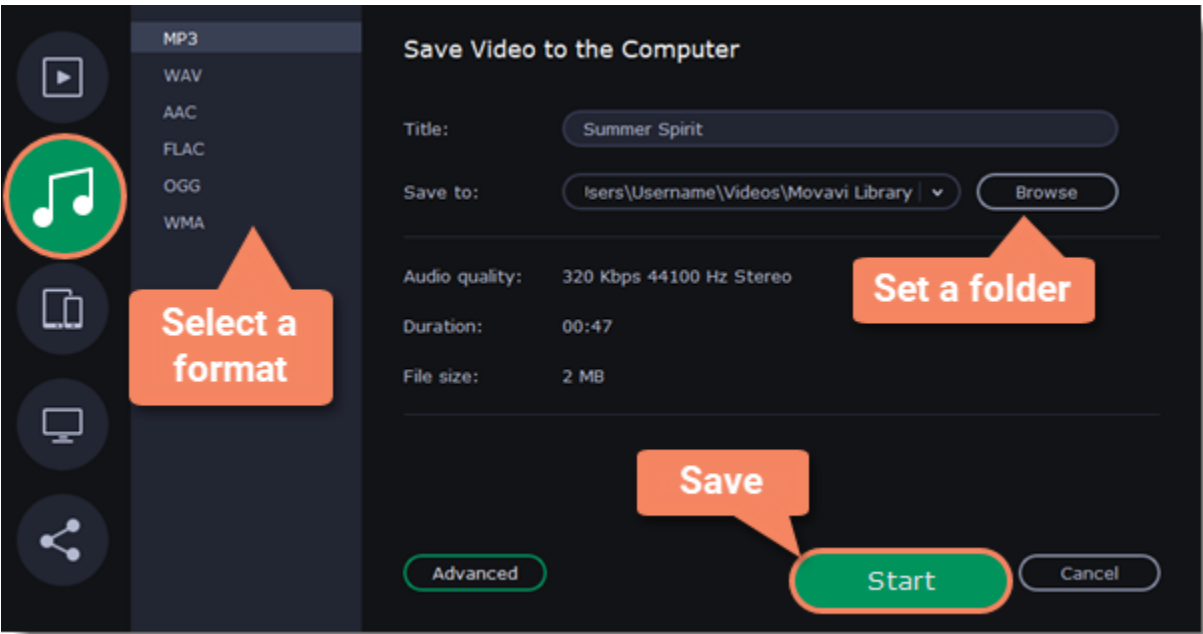 MP3
WAV
AAC
FLAC
OGG
WMA
Select a
format
Save Video to the Computer
Title: Summer Spirit
Save to: sers\Username\Videos\Movavi Library Browse
Set a folder
Audio quality: 320 Kbps 44100 Hz Stereo
Duration: 00:47
File size: 2 MB
Save
Advanced Start Cancel